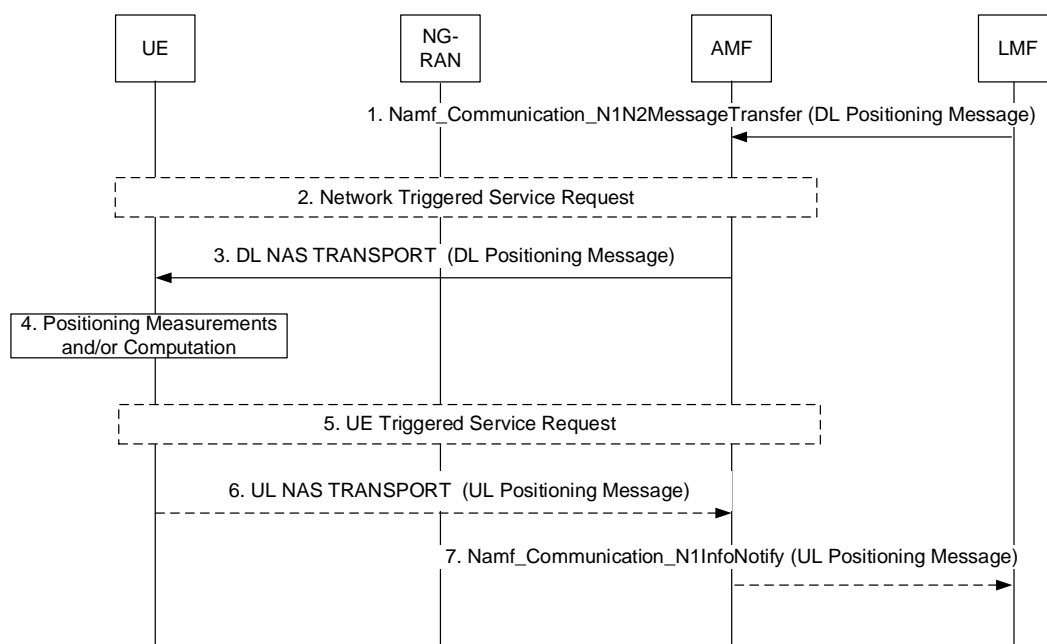 UE
NG-
RAN
AMF
LMF
1. Namf_Communication_N1N2MessageTransfer (DL Positioning Message)
2. Network Triggered Service Request
3. DL NAS TRANSPORT (DL Positioning Message)
4. Positioning Measurements
and/or Computation
5. UE Triggered Service Request
6. UL NAS TRANSPORT (UL Positioning Message)
7. Namf_Communication_N1InfoNotify (UL Positioning Message)